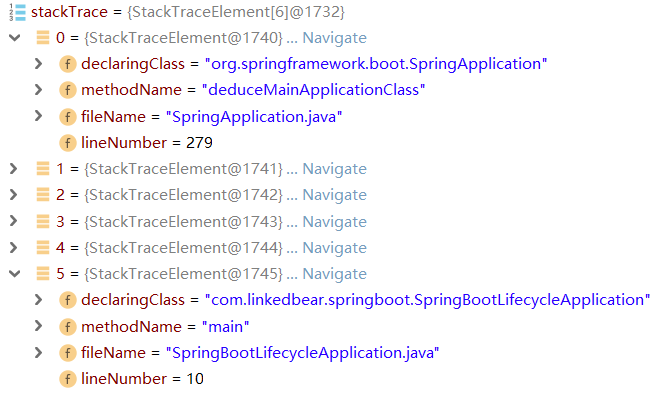 stackTrace = {StackTraceElement[6]@1732}
0 = {StackTraceElement@1740} ... Navigate
f declaringClass = "org.springframework.boot.SpringApplication"
f methodName = "deduceMainApplicationClass"
f fileName = "SpringApplication.java"
f lineNumber = 279
1 = {StackTraceElement@1741} ... Navigate
2 = {StackTraceElement@1742} ... Navigate
3 = {StackTraceElement@1743} ... Navigate
4 = {StackTraceElement@1744} ... Navigate
5 = {StackTraceElement@1745} ... Navigate
f declaringClass = "com.linkedbear.springboot.SpringBootLifecycleApplication"
f methodName = "main"
f fileName = "SpringBootLifecycleApplication.java"
f lineNumber = 10